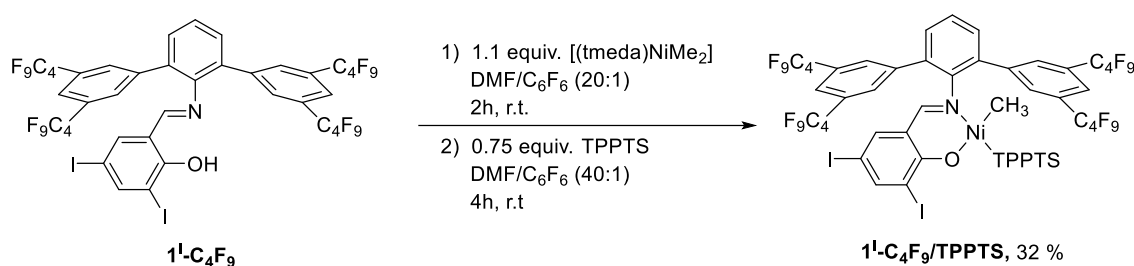 F₉C₄
C₄F₉
F₉C₄
C₄F₉
N
OH
I
I
1ᴵ-C₄F₉
1) 1.1 equiv. [(tmeda)NiMe₂]
DMF/C₆F₆ (20:1)
2h, r.t.
2) 0.75 equiv. TPPTS
DMF/C₆F₆ (40:1)
4h, r.t
F₉C₄
C₄F₉
F₉C₄
C₄F₉
N
CH₃
Ni
O
TPPTS
I
I
1ᴵ-C₄F₉/TPPTS, 32 %